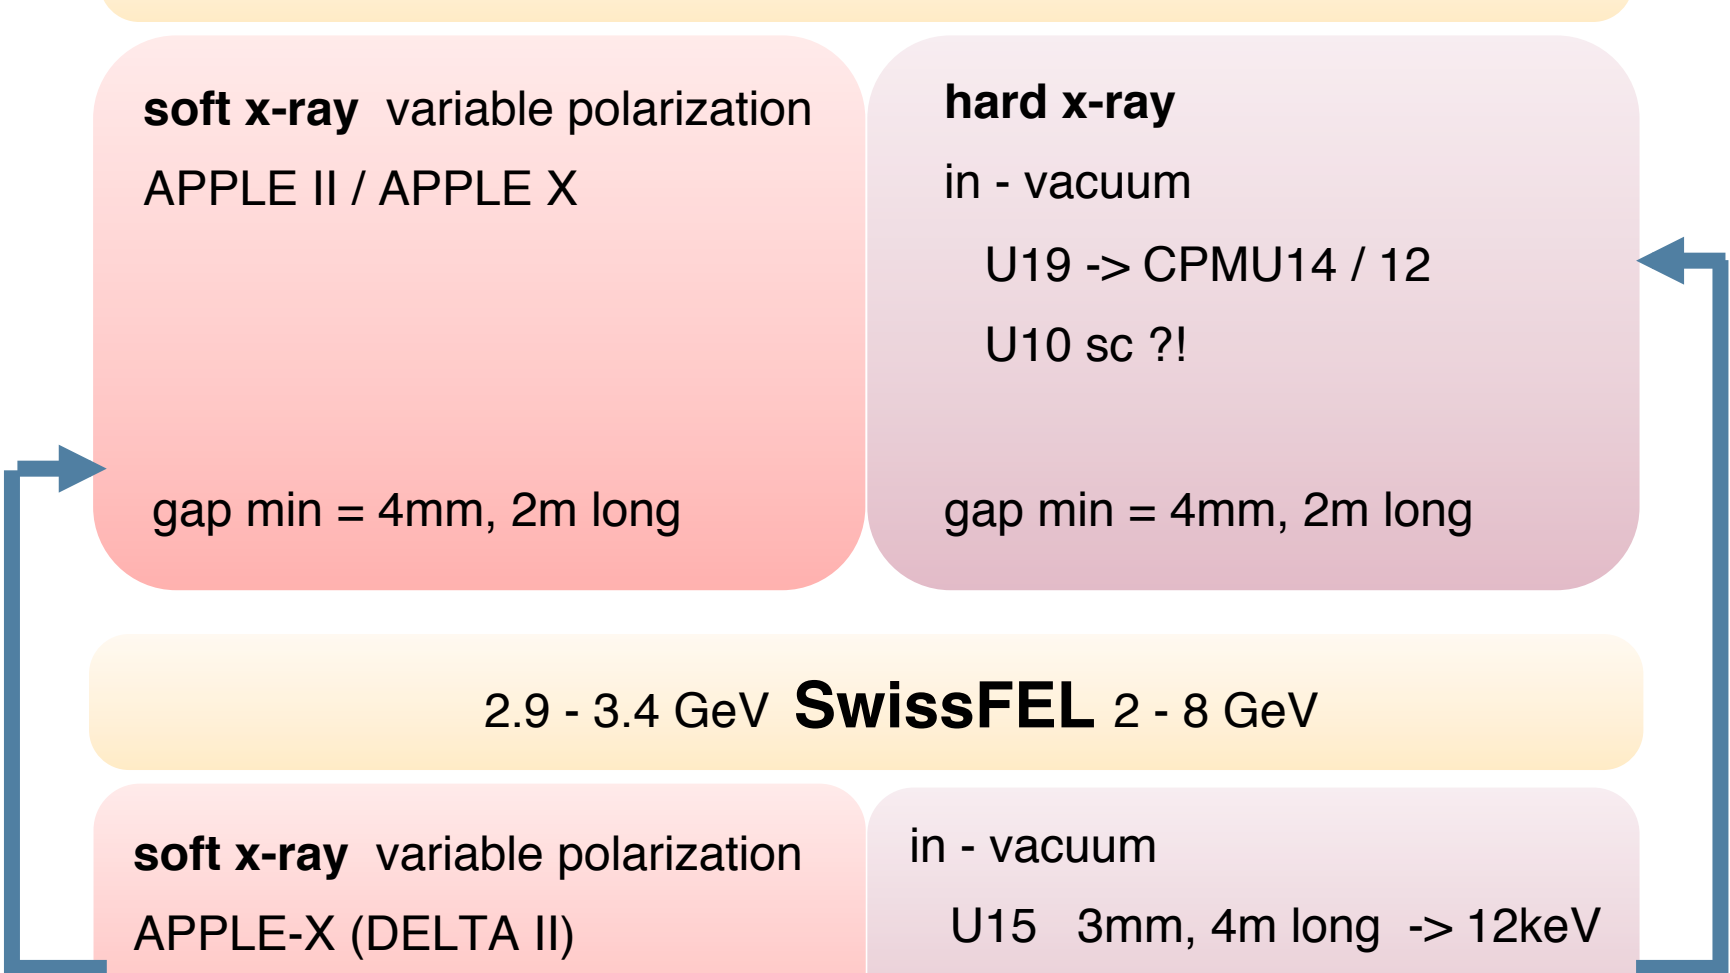 soft x-ray variable polarization
APPLE II / APPLE X
gap min = 4mm, 2m long
hard x-ray
in - vacuum
U19 -> CPMU14 / 12
U10 sc ?!
gap min = 4mm, 2m long
2.9 - 3.4 GeV SwissFEL 2 - 8 GeV
soft x-ray variable polarization
APPLE-X (DELTA II)
in - vacuum
U15 3mm, 4m long -> 12keV